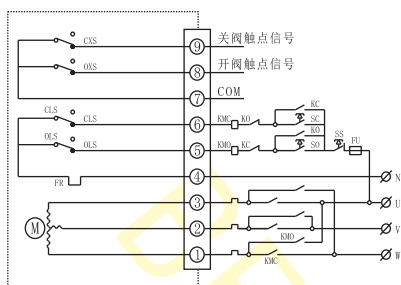 CXS ⑨ 关阀触点信号
OXS ⑧ 开阀触点信号
⑦ COM
KC
CLS CLS ⑥ KMC KO SC
KO
OLS OLS ⑤ KMO KC SO SS FU
FR ④ N
③ U
M ② V
KMO
① W
KMC